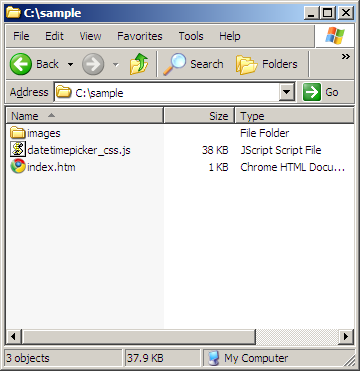 C:\sample
File Edit View Favorites Tools Help
Back Search Folders
Address C:\sample Go
Name Size Type
images File Folder
datetimepicker_css.js 38 KB JScript Script File
index.htm 1 KB Chrome HTML Docu...
3 objects 37.9 KB My Computer